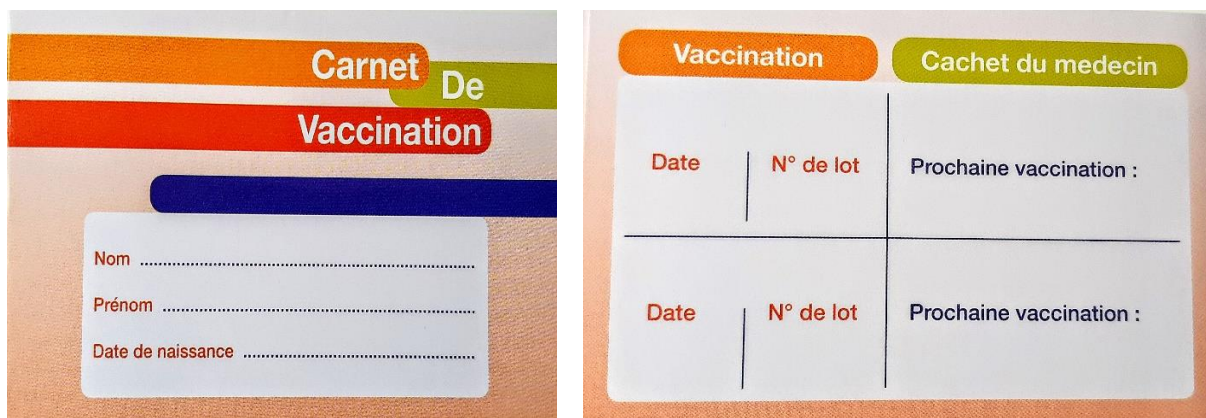 Carnet
De
Vaccination
Nom
Prénom
Date de naissance
Vaccination Cachet du medecin
Date N° de lot Prochaine vaccination :
Date N° de lot Prochaine vaccination :